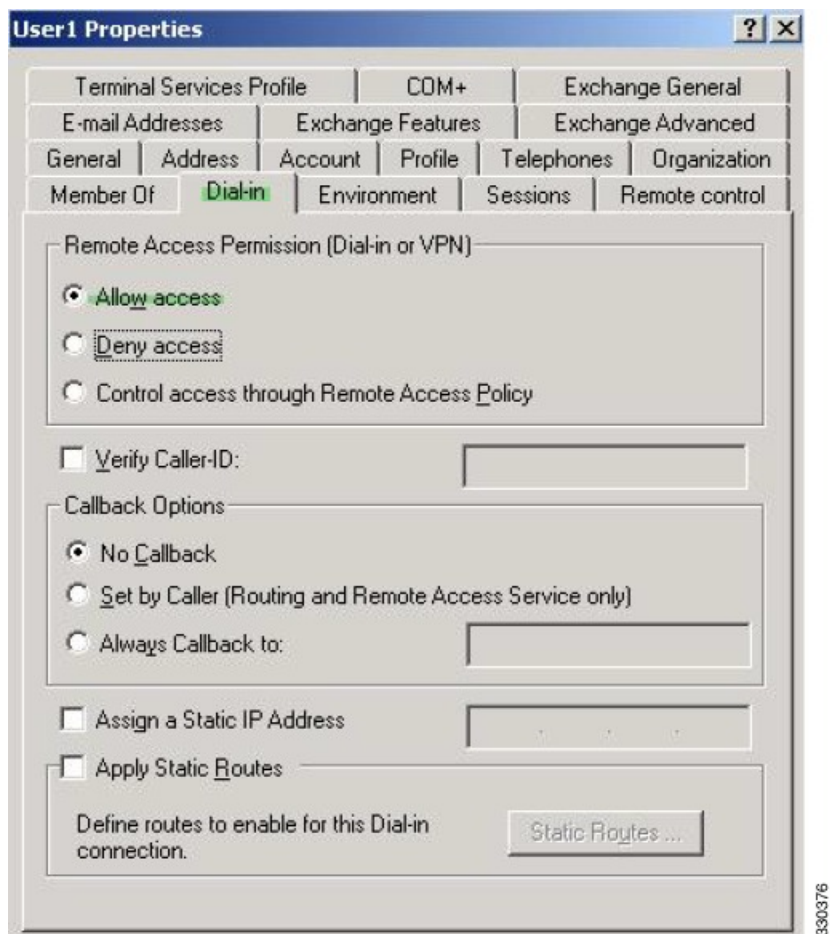 User1 Properties
Terminal Services Profile COM+ Exchange General
E-mail Addresses Exchange Features Exchange Advanced
General Address Account Profile Telephones Organization
Member Of Dial-in Environment Sessions Remote control
Remote Access Permission (Dial-in or VPN)
Allow access
Deny access
Control access through Remote Access Policy
Verify Caller-ID:
Callback Options
No Callback
Set by Caller (Routing and Remote Access Service only)
Always Callback to:
Assign a Static IP Address
Apply Static Routes
Define routes to enable for this Dial-in
connection.
Static Routes ...
330376